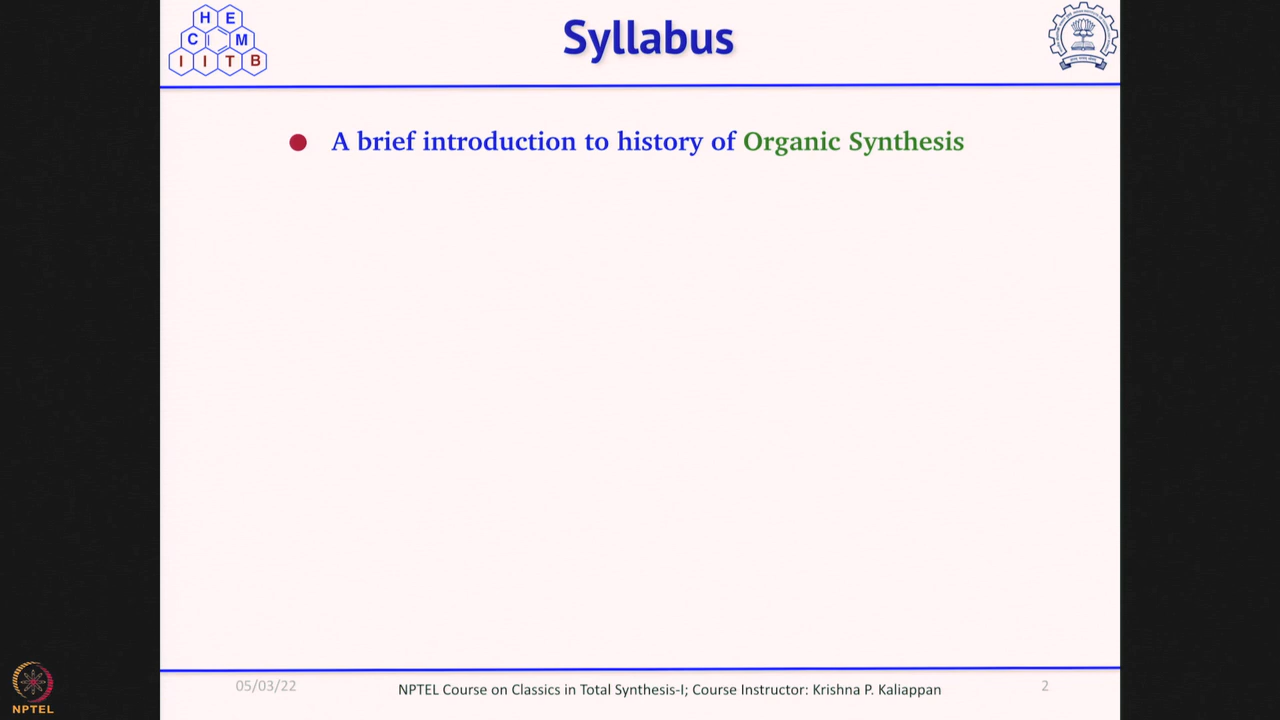 H E
C M
I I T B
Syllabus
A brief introduction to history of Organic Synthesis
05/03/22
NPTEL Course on Classics in Total Synthesis-I; Course Instructor: Krishna P. Kaliappan
2
NPTEL